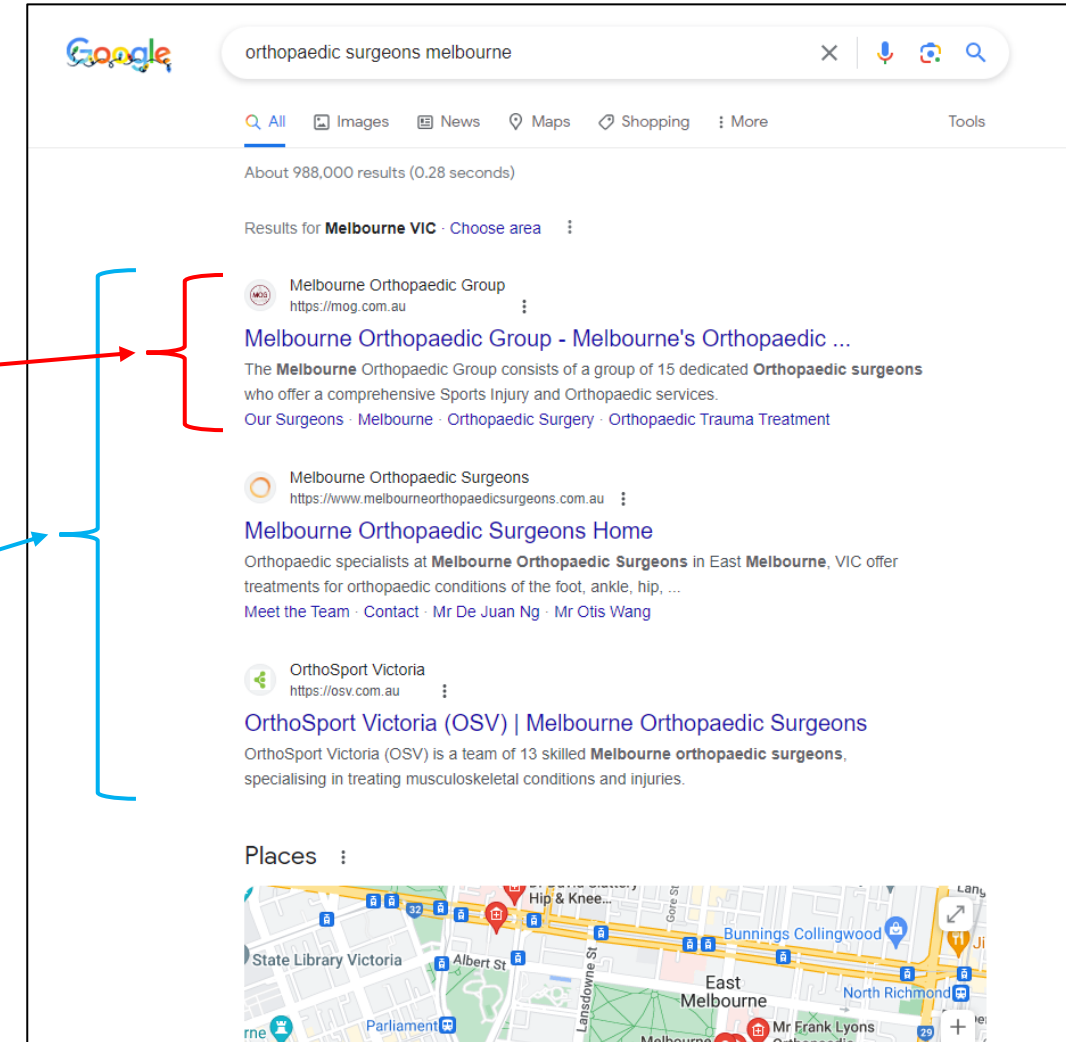 Google
orthopaedic surgeons melbourne
All Images News Maps Shopping More Tools
About 988,000 results (0.28 seconds)
Results for Melbourne VIC · Choose area
MOG
Melbourne Orthopaedic Group
https://mog.com.au
Melbourne Orthopaedic Group - Melbourne's Orthopaedic ...
The Melbourne Orthopaedic Group consists of a group of 15 dedicated Orthopaedic surgeons
who offer a comprehensive Sports Injury and Orthopaedic services.
Our Surgeons · Melbourne · Orthopaedic Surgery · Orthopaedic Trauma Treatment
Melbourne Orthopaedic Surgeons
https://www.melbourneorthopaedicsurgeons.com.au
Melbourne Orthopaedic Surgeons Home
Orthopaedic specialists at Melbourne Orthopaedic Surgeons in East Melbourne, VIC offer
treatments for orthopaedic conditions of the foot, ankle, hip, ...
Meet the Team · Contact · Mr De Juan Ng · Mr Otis Wang
OrthoSport Victoria
https://osv.com.au
OrthoSport Victoria (OSV) | Melbourne Orthopaedic Surgeons
OrthoSport Victoria (OSV) is a team of 13 skilled Melbourne orthopaedic surgeons,
specialising in treating musculoskeletal conditions and injuries.
Places
Hip & Knee...
Gore St
Lang
32
Bunnings Collingwood
Ji
State Library Victoria
Albert St
Lansdowne St
East
Melbourne
North Richmond
rne
Parliament
Mr Frank Lyons
29
Melbourne